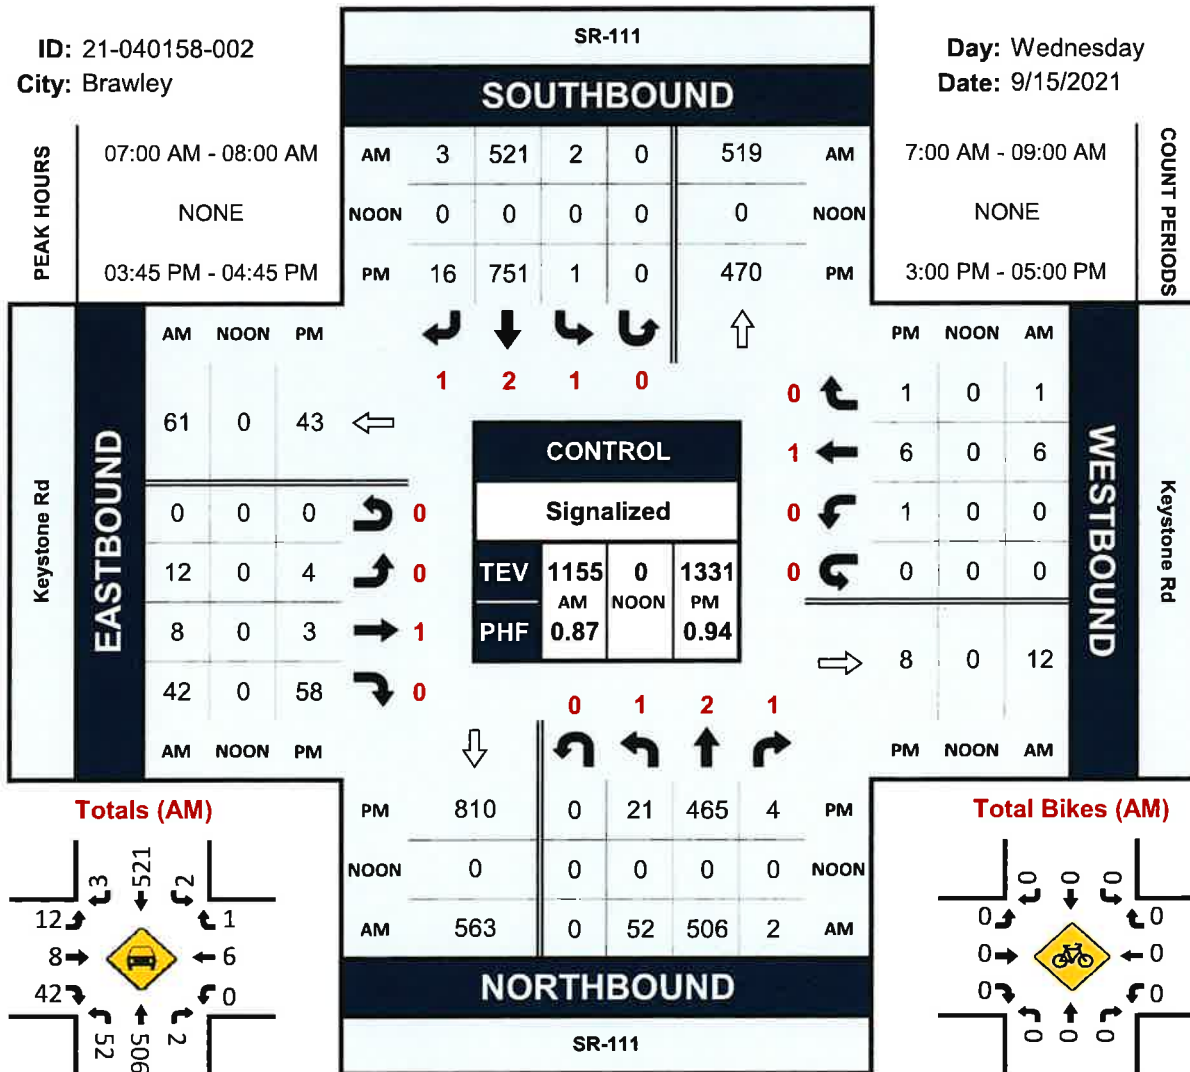 ID: 21-040158-002
City: Brawley
SR-111
SOUTHBOUND
Day: Wednesday
Date: 9/15/2021
PEAK HOURS
07:00 AM - 08:00 AM
NONE
03:45 PM - 04:45 PM
AM 3 521 2 0 519 AM
NOON 0 0 0 0 0 NOON
PM 16 751 1 0 470 PM
7:00 AM - 09:00 AM
NONE
3:00 PM - 05:00 PM
COUNT PERIODS
1 2 1 0
Keystone Rd
EASTBOUND
AM NOON PM
61 0 43
0 0 0 0
12 0 4 0
8 0 3 1
42 0 58 0
AM NOON PM
CONTROL
Signalized
TEV 1155 0 1331
AM NOON PM
PHF 0.87 0.94
PM NOON AM
0 1 0 1
1 6 0 6
0 1 0 0
0 0 0 0
8 0 12
PM NOON AM
WESTBOUND
Keystone Rd
0 1 2 1
PM 810 0 21 465 4 PM
NOON 0 0 0 0 0 NOON
AM 563 0 52 506 2 AM
NORTHBOUND
SR-111
Totals (AM)
3 521 2
12 1
8 6
42 0
52 506 2
Total Bikes (AM)
0 0 0
0 0
0 0
0 0
0 0 0